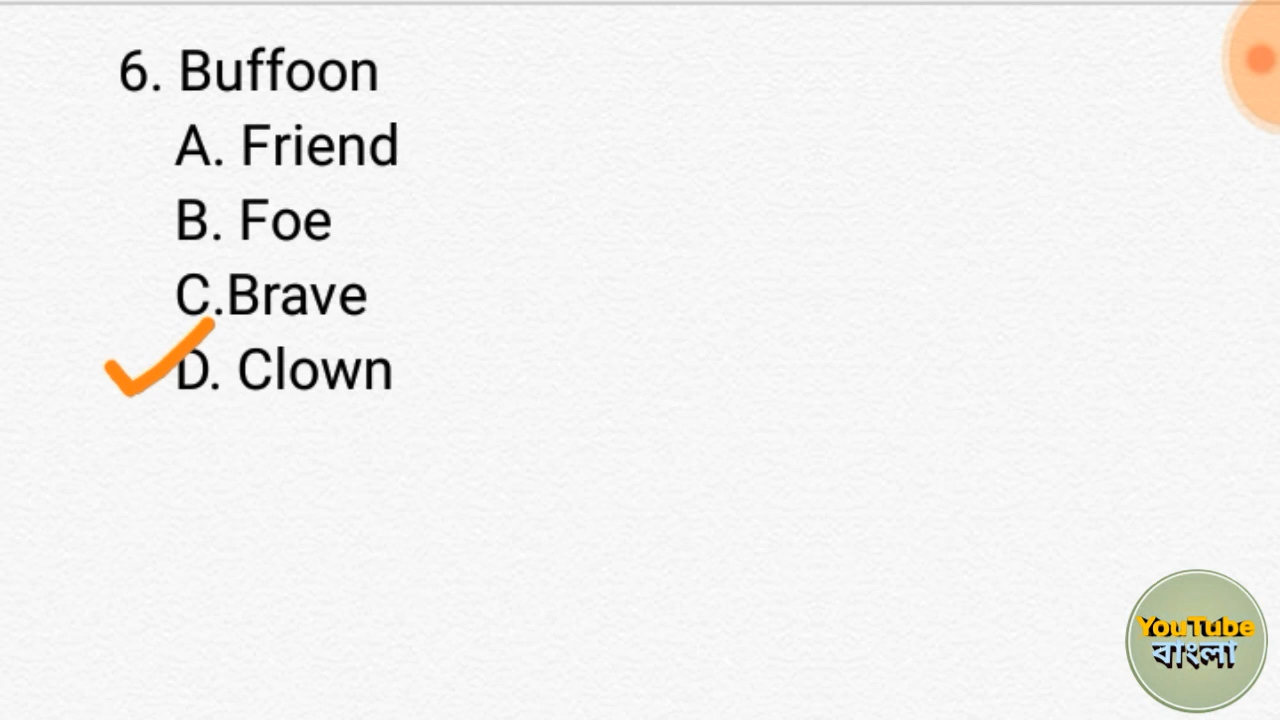 6. Buffoon
A. Friend
B. Foe
C.Brave
D. Clown
YouTube
বাংলা